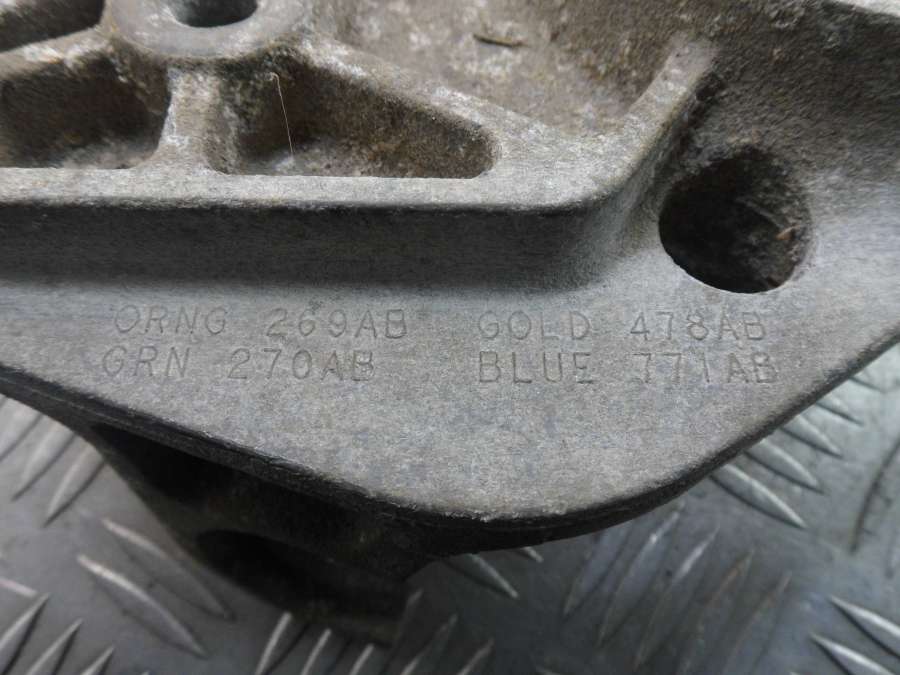 ORNG 269AB GOLD 478AB
GRN 270AB BLUE 771AB